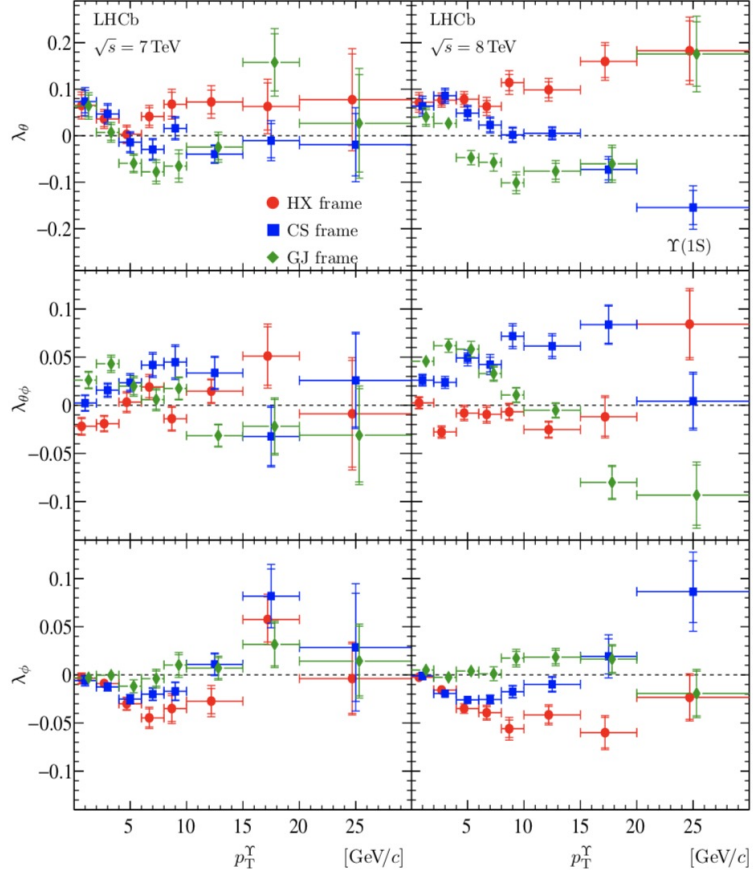 LHCb
√s = 7 TeV
LHCb
√s = 8 TeV
λθ
0.2
0.1
0
−0.1
−0.2
HX frame
CS frame
GJ frame
Υ(1S)
λθϕ
0.1
0.05
0
−0.05
−0.1
λϕ
0.1
0.05
0
−0.05
−0.1
5 10 15 20 25 5 10 15 20 25 30
pTΥ [GeV/c] pTΥ [GeV/c]